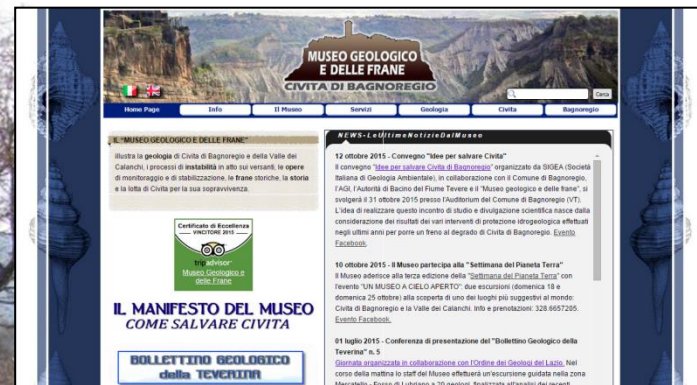 MUSEO GEOLOGICO
E DELLE FRANE
CIVITA DI BAGNOREGIO
Cerca
Home Page Info Il Museo Servizi Geologia Civita Bagnoregio
IL "MUSEO GEOLOGICO E DELLE FRANE"
illustra la geologia di Civita di Bagnoregio e della Valle dei
Calanchi, i processi di instabilità in atto sui versanti, le opere
di monitoraggio e di stabilizzazione, le frane storiche, la storia
e la lotta di Civita per la sua sopravvivenza.
Certificato di Eccellenza
VINCITORE 2015
tripadvisor
Museo Geologico e
delle Frane
IL MANIFESTO DEL MUSEO
COME SALVARE CIVITA
BOLLETTINO GEOLOGICO
della TEVERINA
NEWS-LeUltimeNotizieDalMuseo
12 ottobre 2015 - Convegno "Idee per salvare Civita"
Il convegno "Idee per salvare Civita di Bagnoregio" organizzato da SIGEA (Società
Italiana di Geologia Ambientale), in collaborazione con il Comune di Bagnoregio,
l'AGI, l'Autorità di Bacino del Fiume Tevere e il "Museo geologico e delle frane", si
svolgerà il 31 ottobre 2015 presso l'Auditorium del Comune di Bagnoregio (VT).
L'idea di realizzare questo incontro di studio e divulgazione scientifica nasce dalla
considerazione dei risultati dei vari interventi di protezione idrogeologica effettuati
negli ultimi anni per porre un freno al degrado di Civita di Bagnoregio. Evento
Facebook.
10 ottobre 2015 - Il Museo partecipa alla "Settimana del Pianeta Terra"
Il Museo aderisce alla terza edizione della "Settimana del Pianeta Terra" con
l'evento "UN MUSEO A CIELO APERTO": due escursioni (domenica 18 e
domenica 25 ottobre) alla scoperta di uno dei luoghi più suggestivi al mondo:
Civita di Bagnoregio e la Valle dei Calanchi. Info e prenotazioni: 328.6657205.
Evento Facebook.
01 luglio 2015 - Conferenza di presentazione del "Bollettino Geologico della
Teverina" n. 5
Giornata organizzata in collaborazione con l'Ordine dei Geologi del Lazio. Nel
corso della mattina lo staff del Museo effettuerà un'escursione guidata nella zona
Mercatello - Fosso di Lubriano a 20 geologi, finalizzata all'analisi dei recenti